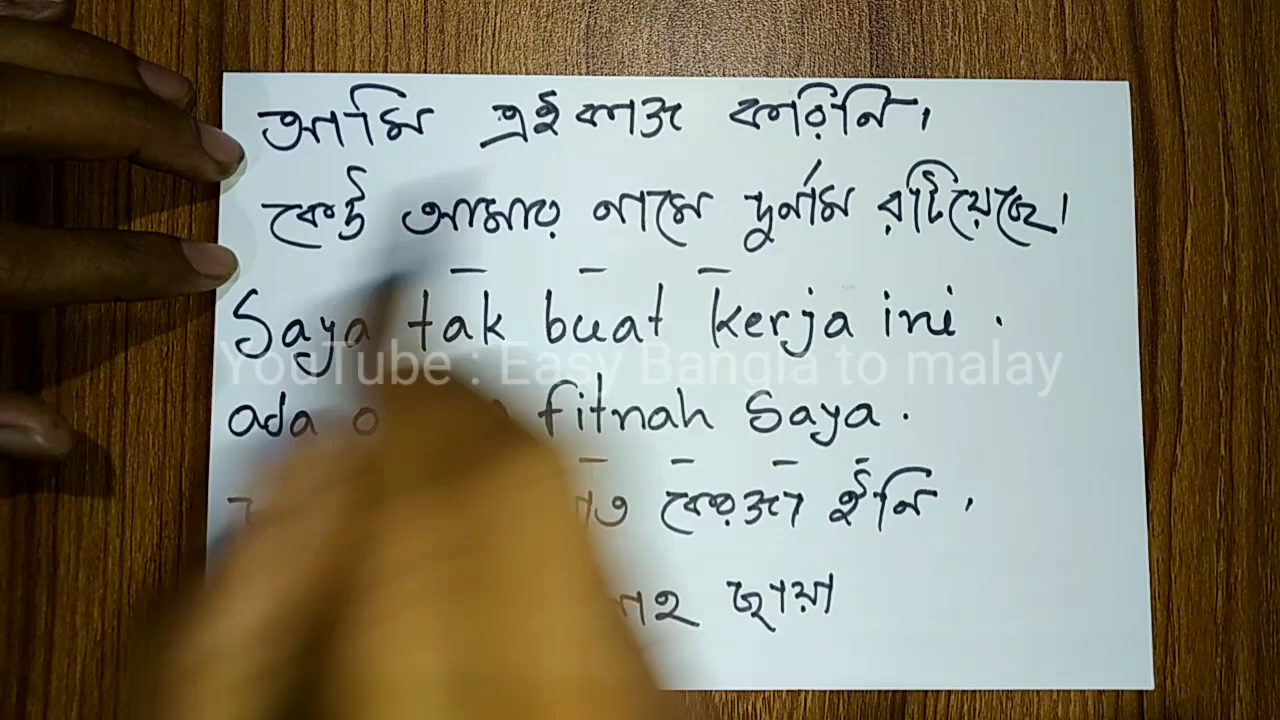 আমি এই কাজ করিনি।
কেউ আমার নামে দুর্নাম রটিয়েছে।
Saya tak buat kerja ini.
YouTube : Easy Bangla to malay
ada fitnah saya.
কেরজা ইনি।
ছায়া